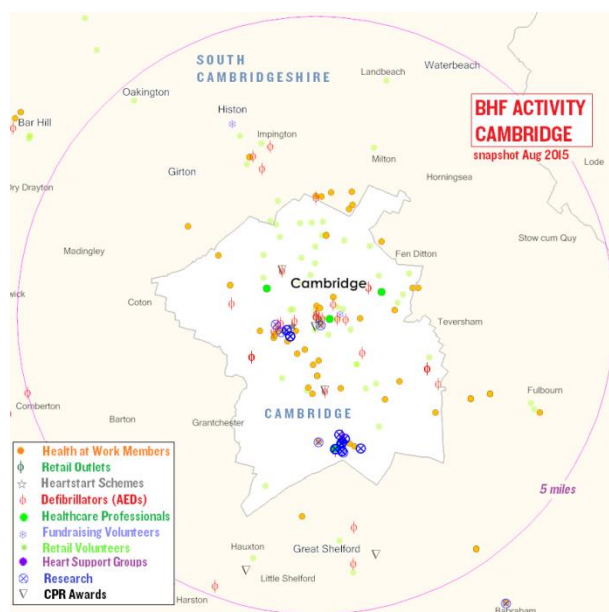 SOUTH
CAMBRIDGESHIRE
Waterbeach
Landbeach
Oakington
BHF ACTIVITY
CAMBRIDGE
snapshot Aug 2015
Histon
Bar Hill
Impington
Lode
Milton
Girton
Horningsea
Dry Drayton
Stow cum Quy
Madingley
Fen Ditton
Cambridge
wick
Coton
Teversham
Fulbourn
Comberton
CAMBRIDGE
Barton
Grantchester
Health at Work Members
Retail Outlets
Heartstart Schemes
Defibrillators (AEDs)
Healthcare Professionals
Fundraising Volunteers
Retail Volunteers
Heart Support Groups
Research
CPR Awards
5 miles
Hauxton
Great Shelford
Little Shelford
Harston
Babraham